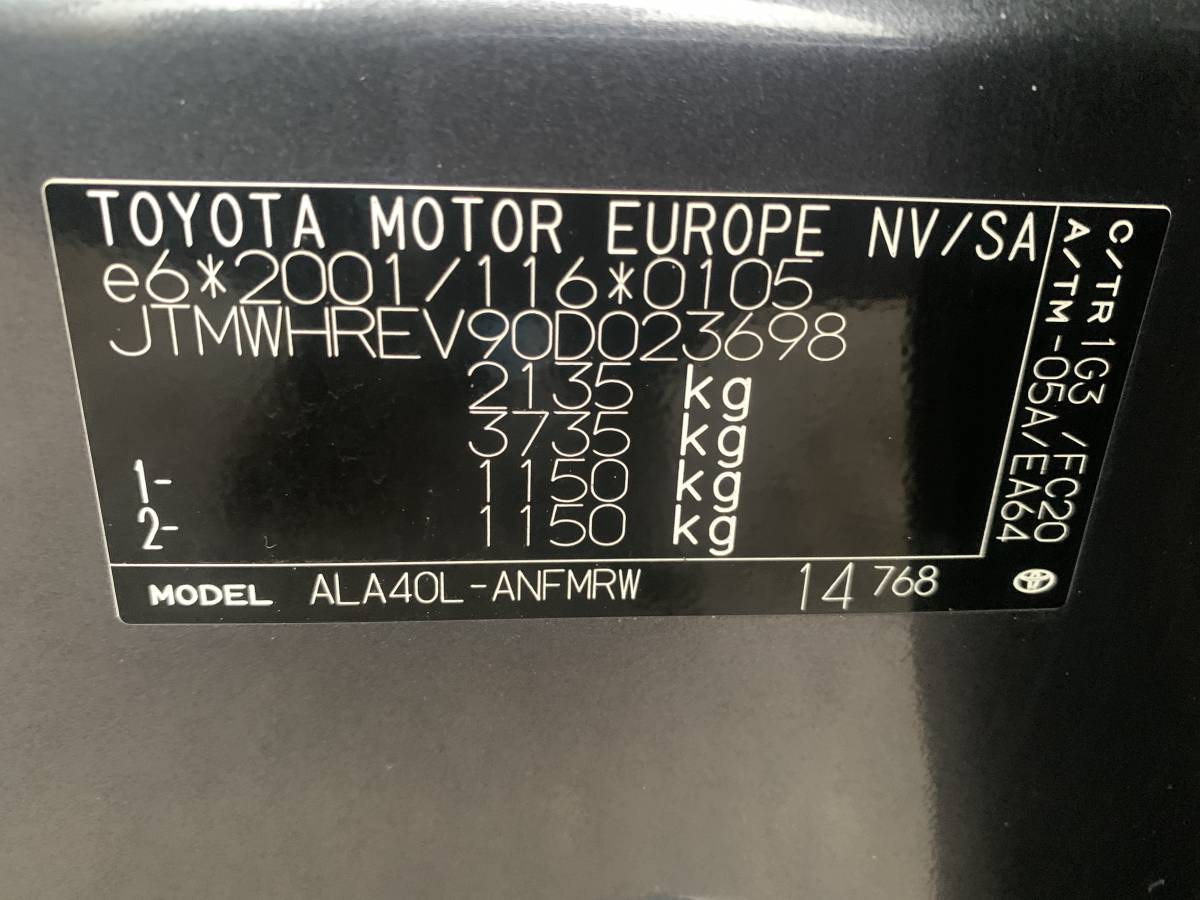 TOYOTA MOTOR EUROPE NV/SA
e6*2001/116*0105
JTMWHREV90D023698
2135 kg
3735 kg
1- 1150 kg
2- 1150 kg
MODEL ALA40L-ANFMRW 14 768
C/TR 1G3 /FC20
A/TM -05A/EA64